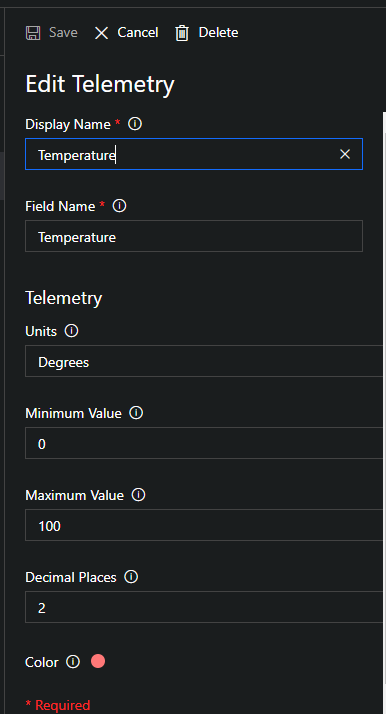 Save Cancel Delete
Edit Telemetry
Display Name *
Temperature
Field Name *
Temperature
Telemetry
Units
Degrees
Minimum Value
0
Maximum Value
100
Decimal Places
2
Color
* Required